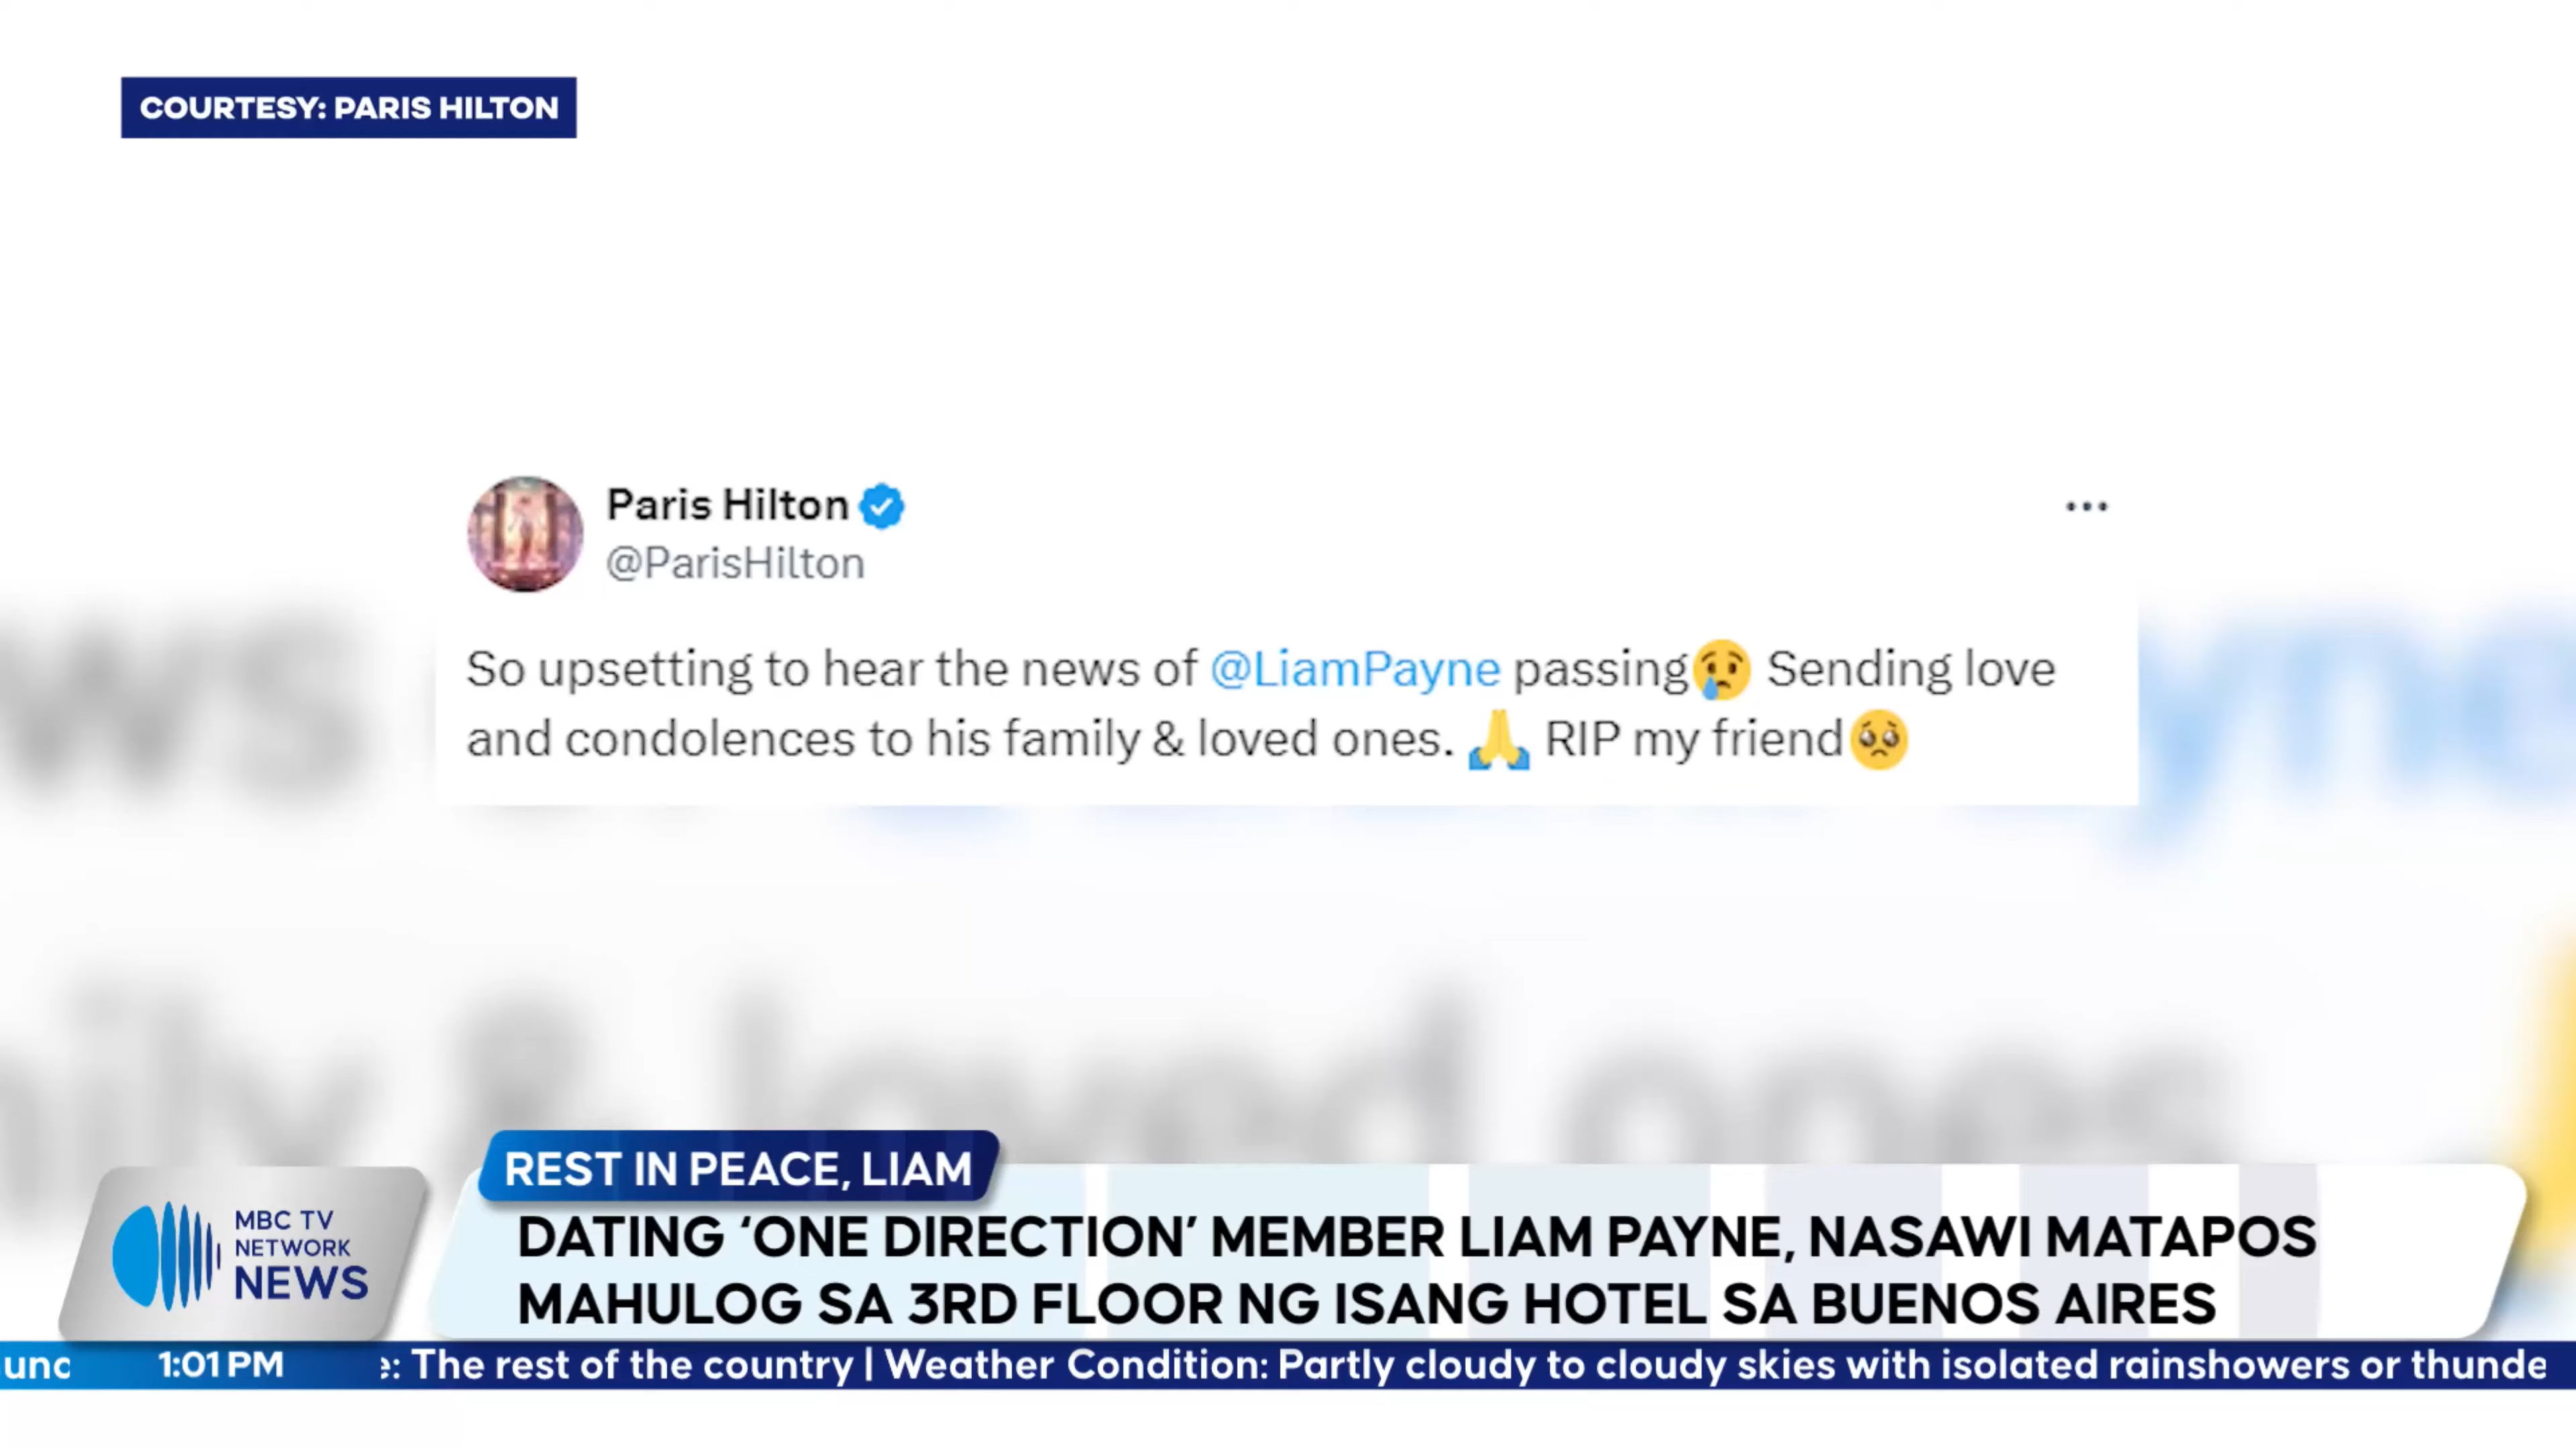 COURTESY: PARIS HILTON
Paris Hilton
@ParisHilton
So upsetting to hear the news of @LiamPayne passing😢 Sending love
and condolences to his family & loved ones. 🙏 RIP my friend🥺
REST IN PEACE, LIAM
DATING ‘ONE DIRECTION’ MEMBER LIAM PAYNE, NASAWI MATAPOS
MAHULOG SA 3RD FLOOR NG ISANG HOTEL SA BUENOS AIRES
MBC TV
NETWORK
NEWS
1:01 PM
: The rest of the country | Weather Condition: Partly cloudy to cloudy skies with isolated rainshowers or thunde